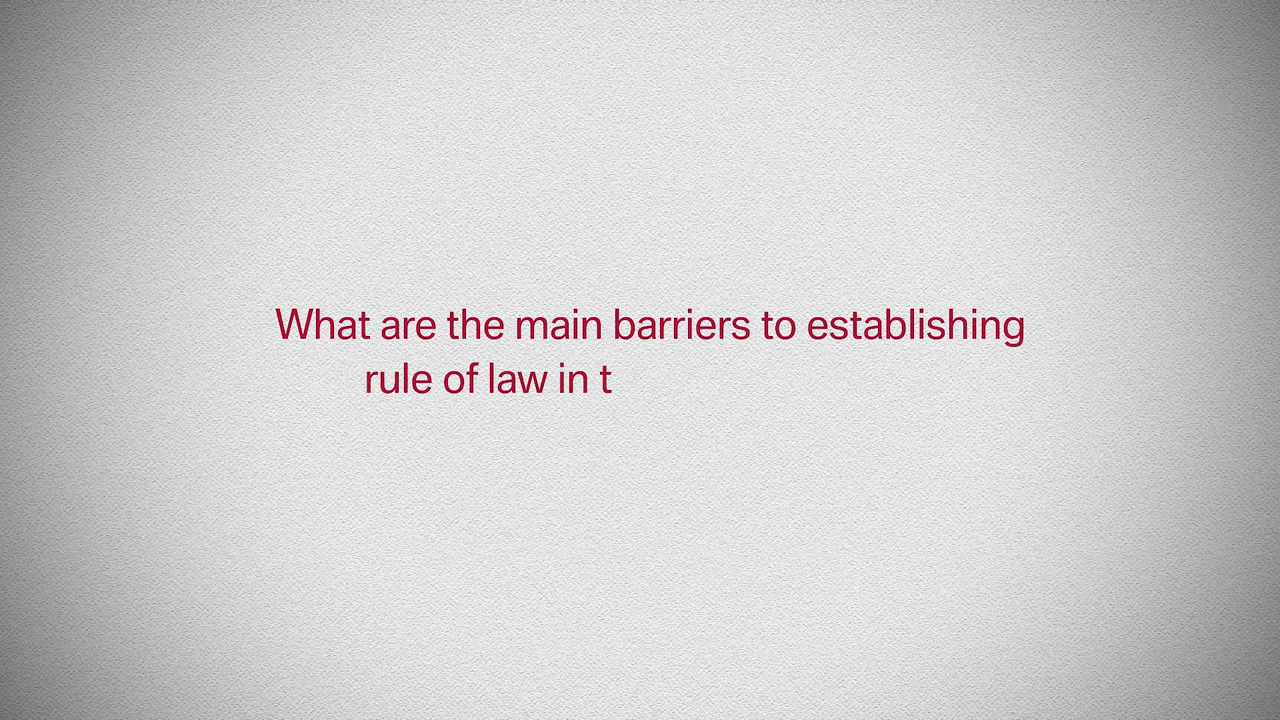 What are the main barriers to establishing
rule of law in t